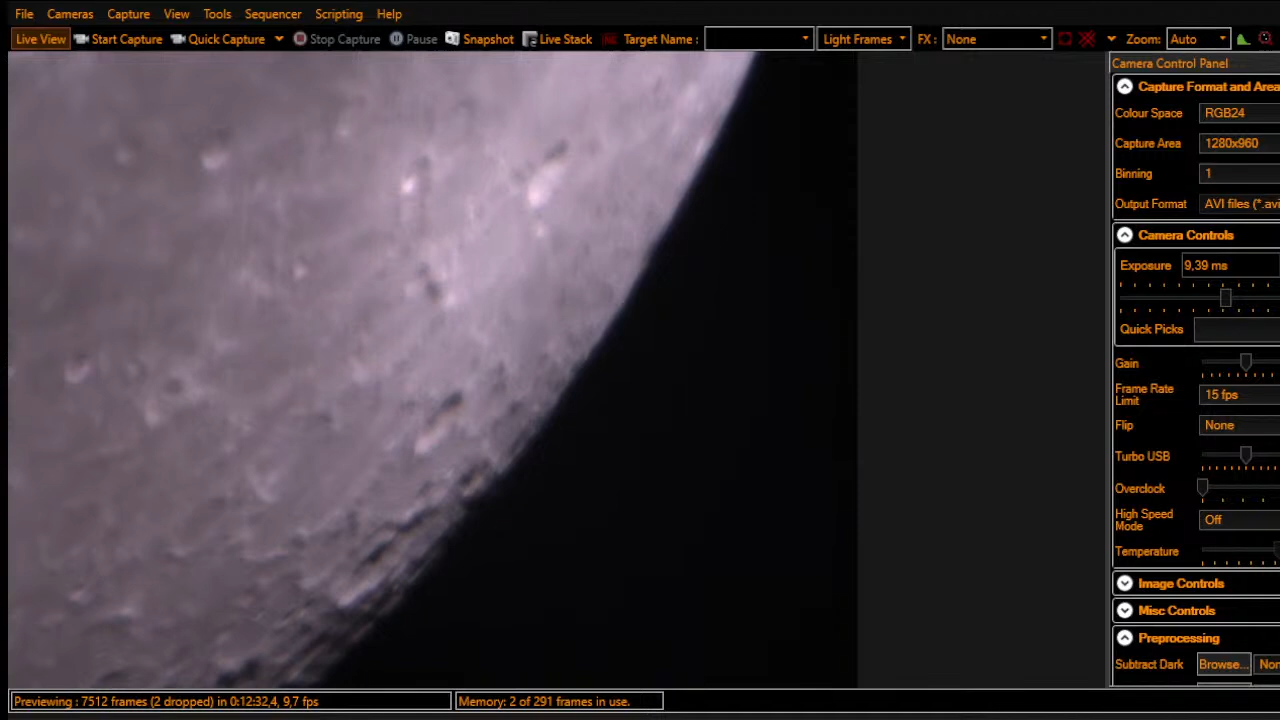 File Cameras Capture View Tools Sequencer Scripting Help
Live View Start Capture Quick Capture Stop Capture Pause Snapshot Live Stack Target Name : Light Frames FX : None Zoom: Auto
Camera Control Panel
Capture Format and Area
Colour Space RGB24
Capture Area 1280x960
Binning 1
Output Format AVI files (*.avi
Camera Controls
Exposure 9,39 ms
Quick Picks
Gain
Frame Rate Limit 15 fps
Flip None
Turbo USB
Overclock
High Speed Mode Off
Temperature
Image Controls
Misc Controls
Preprocessing
Subtract Dark Browse... Non
Previewing : 7512 frames (2 dropped) in 0:12:32,4, 9,7 fps Memory: 2 of 291 frames in use.